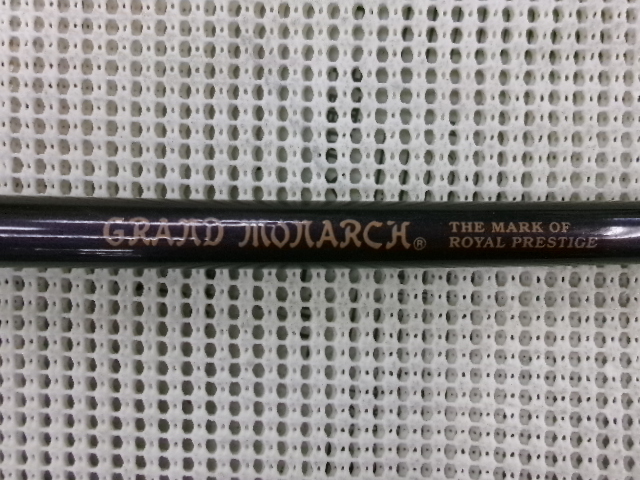 GRAND MONARCH®
THE MARK OF
ROYAL PRESTIGE